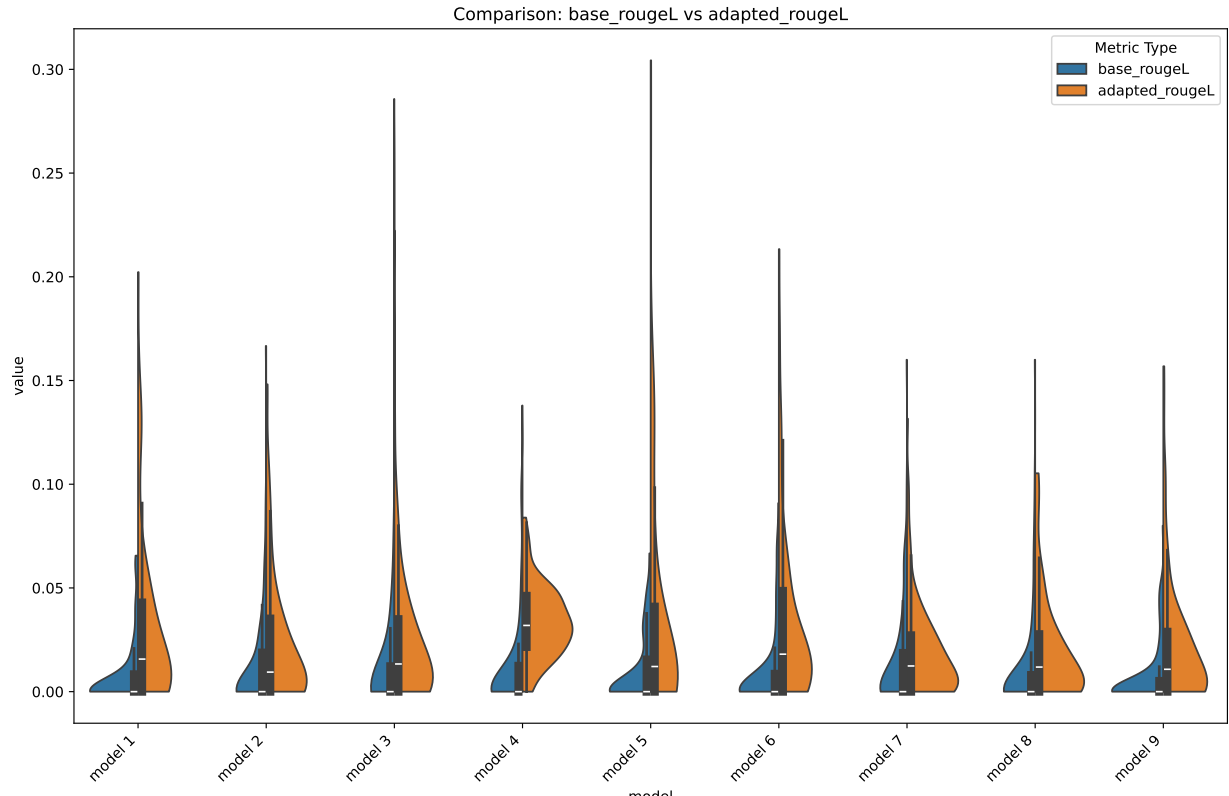 Comparison: base_rougeL vs adapted_rougeL
Metric Type
base_rougeL
adapted_rougeL
value
0.30
0.25
0.20
0.15
0.10
0.05
0.00
model 1
model 2
model 3
model 4
model 5
model 6
model 7
model 8
model 9
model